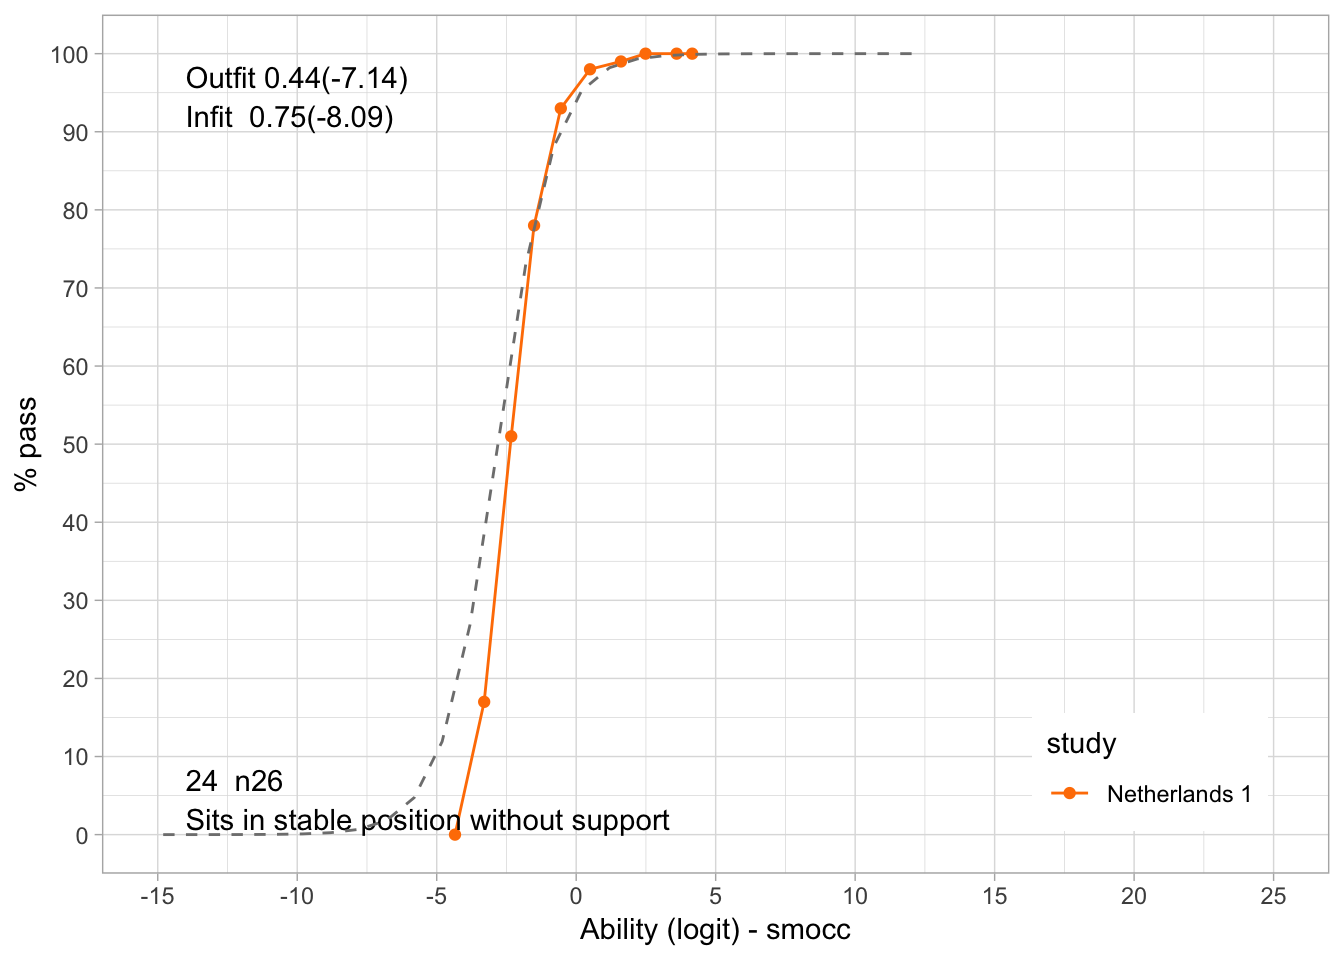 100
90
80
70
60
50
40
30
20
10
0
% pass
Outfit 0.44(-7.14)
Infit  0.75(-8.09)
24  n26
Sits in stable position without support
study
Netherlands 1
-15 -10 -5 0 5 10 15 20 25
Ability (logit) - smocc